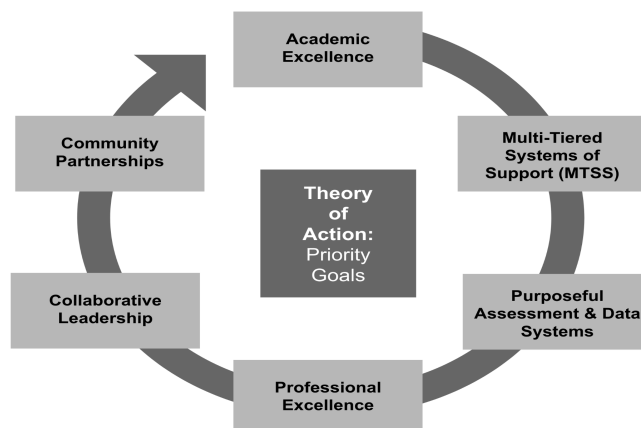 Academic
Excellence
Multi-Tiered
Systems of
Support (MTSS)
Purposeful
Assessment & Data
Systems
Professional
Excellence
Collaborative
Leadership
Community
Partnerships
Theory
of
Action:
Priority
Goals